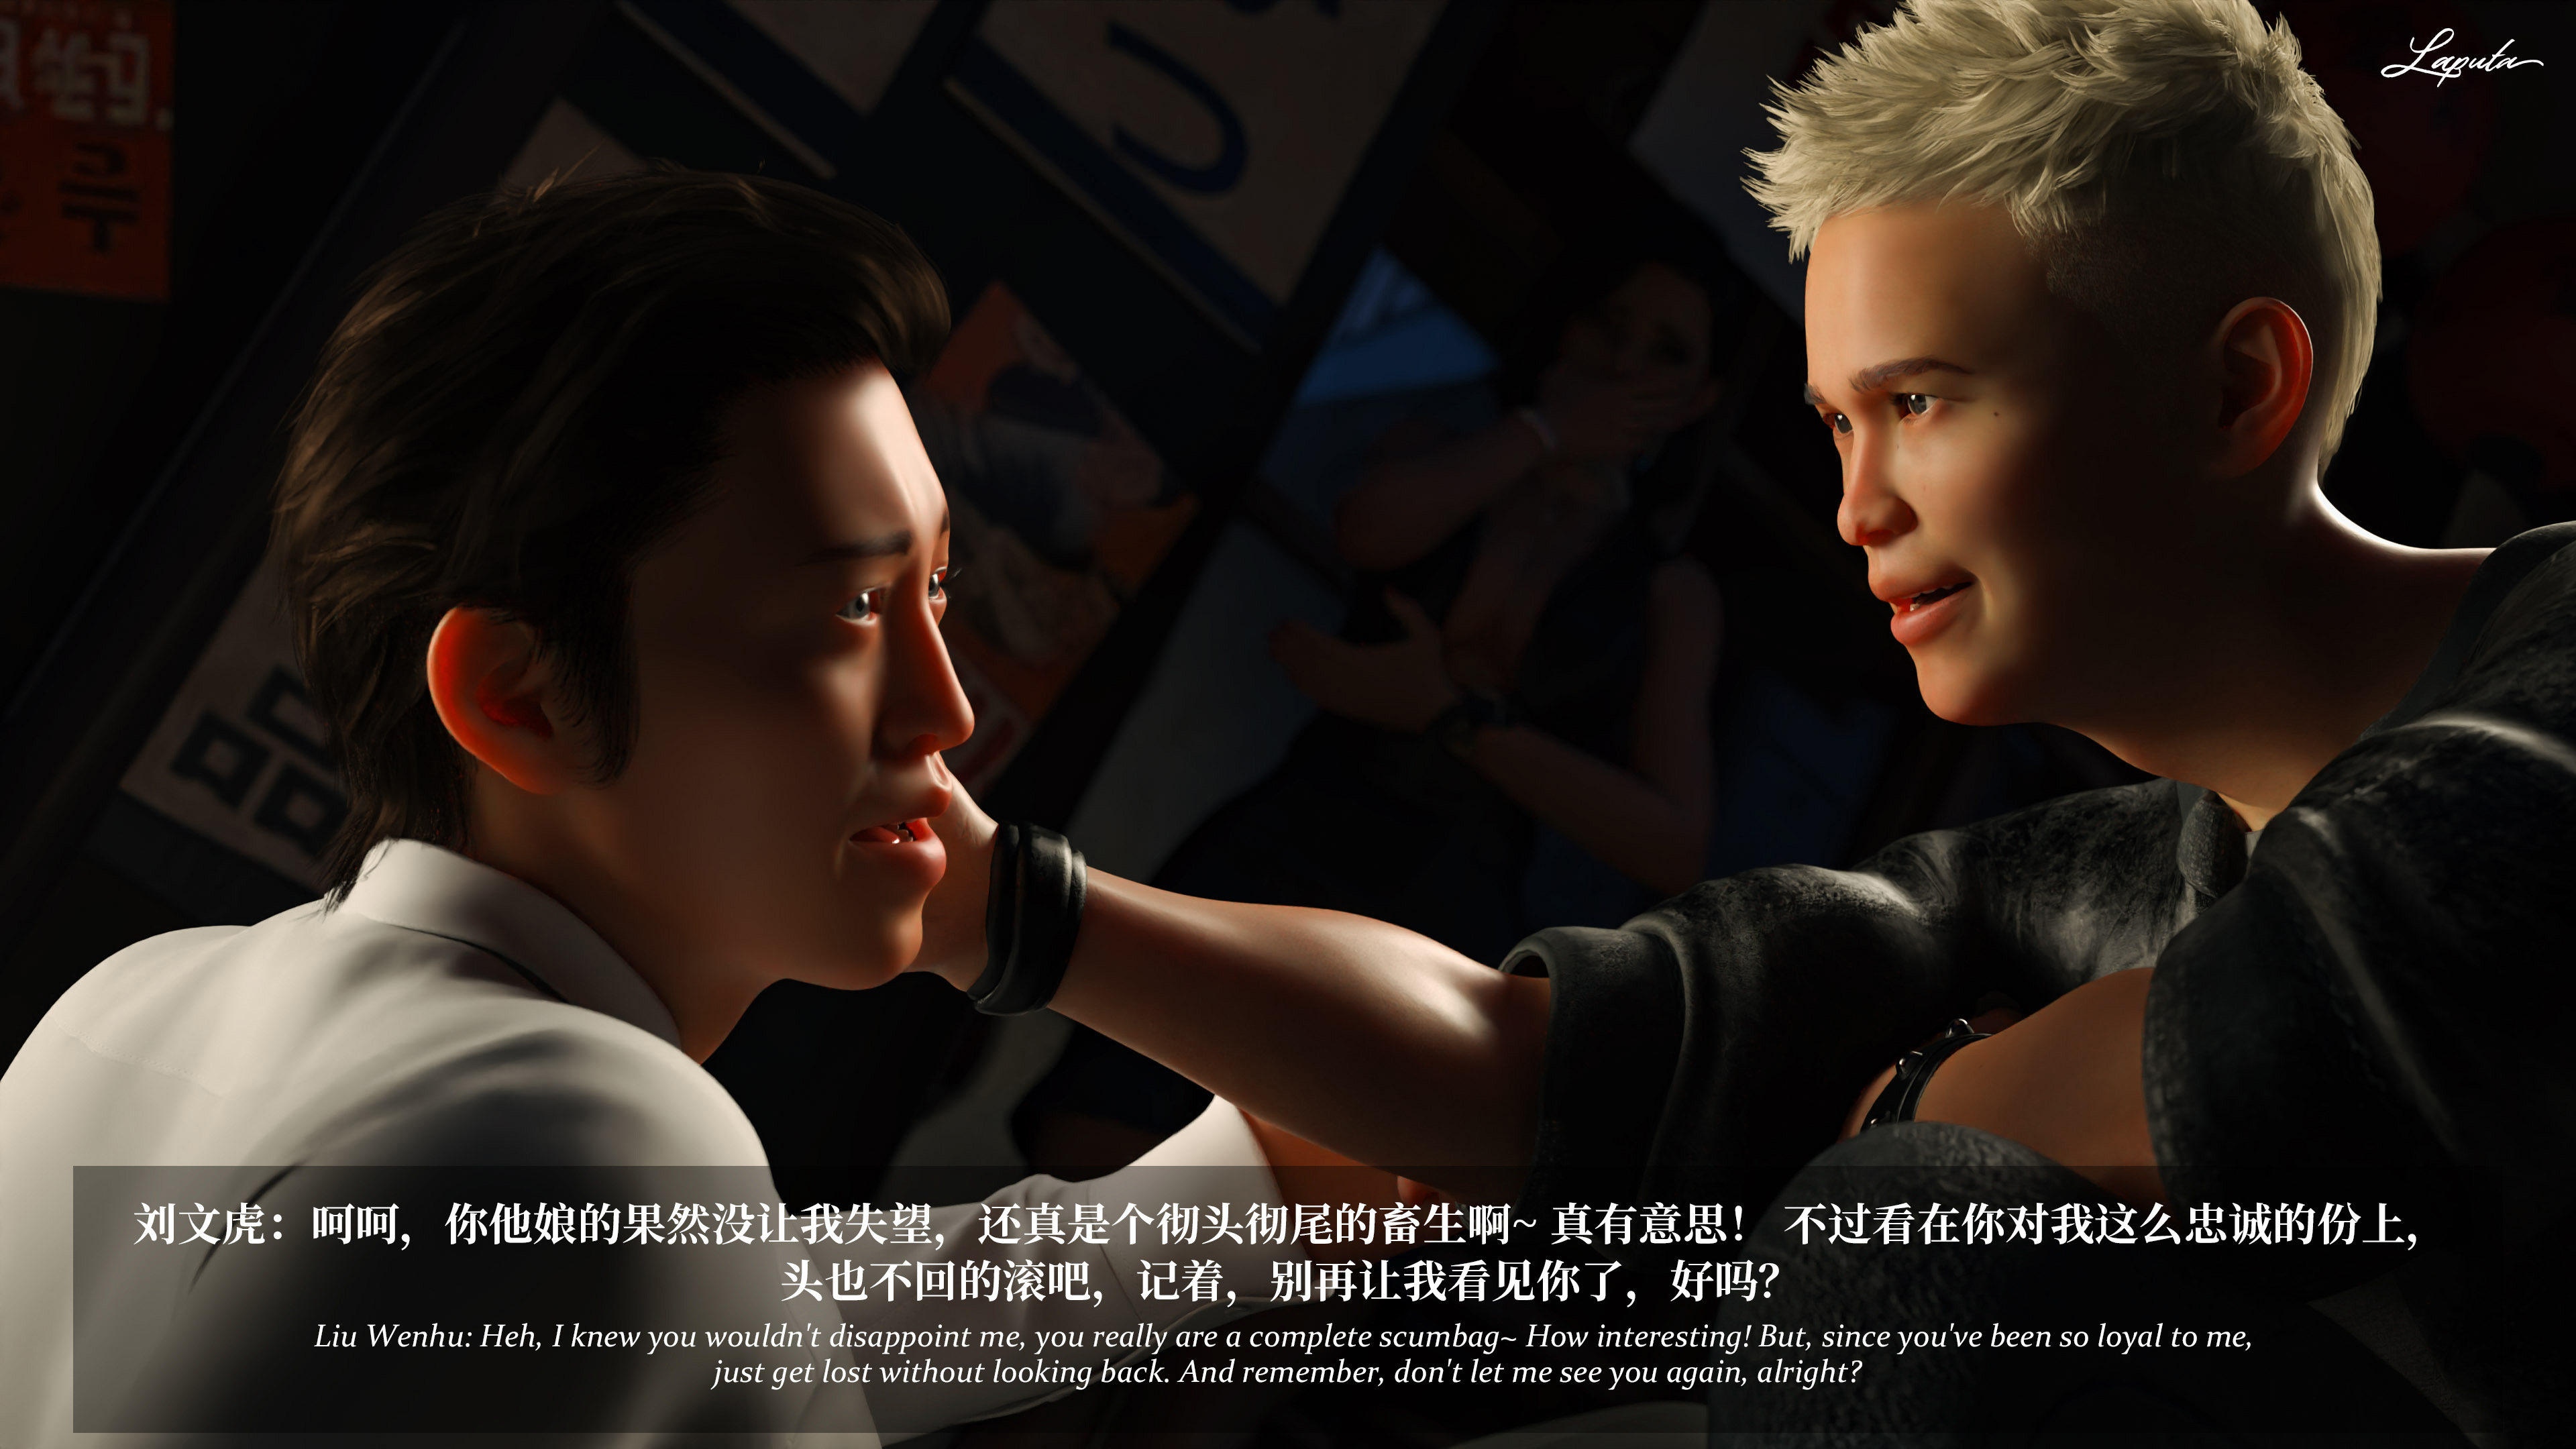 Laputa
品
刘文虎：呵呵，你他娘的果然没让我失望，还真是个彻头彻尾的畜生啊~ 真有意思！ 不过看在你对我这么忠诚的份上，
头也不回的滚吧，记着，别再让我看见你了，好吗？
Liu Wenhu: Heh, I knew you wouldn't disappoint me, you really are a complete scumbag~ How interesting! But, since you've been so loyal to me,
just get lost without looking back. And remember, don't let me see you again, alright?